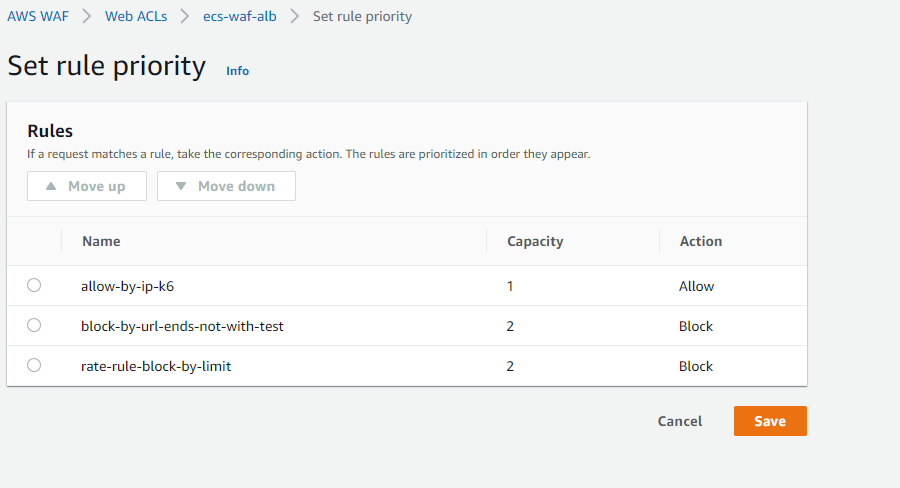 AWS WAF > Web ACLs > ecs-waf-alb > Set rule priority
Set rule priority Info
Rules
If a request matches a rule, take the corresponding action. The rules are prioritized in order they appear.
Move up Move down
Name Capacity Action
allow-by-ip-k6 1 Allow
block-by-url-ends-not-with-test 2 Block
rate-rule-block-by-limit 2 Block
Cancel Save